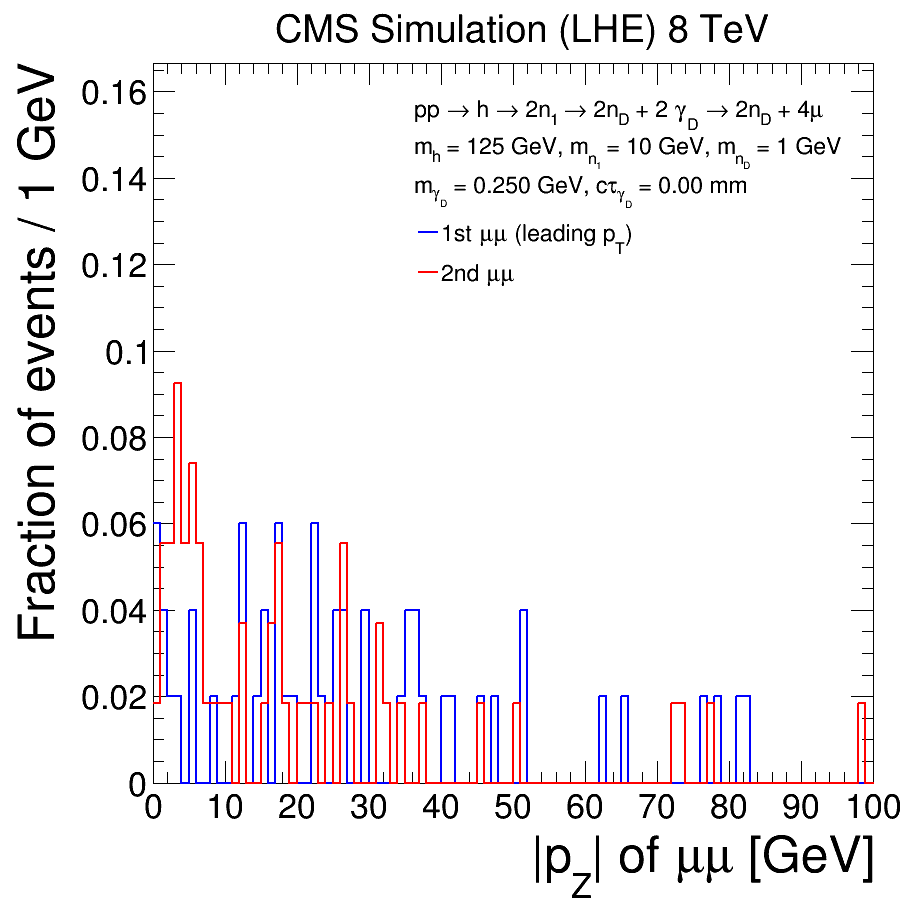 CMS Simulation (LHE) 8 TeV
Fraction of events / 1 GeV
0.16
0.14
0.12
0.1
0.08
0.06
0.04
0.02
0
pp → h → 2n₁ → 2n_D + 2 γ_D → 2n_D + 4μ
m_h = 125 GeV, m_n₁ = 10 GeV, m_n_D = 1 GeV
m_γ_D = 0.250 GeV, cτ_γ_D = 0.00 mm
1st μμ (leading p_T)
2nd μμ
0 10 20 30 40 50 60 70 80 90 100
|p_Z| of μμ [GeV]